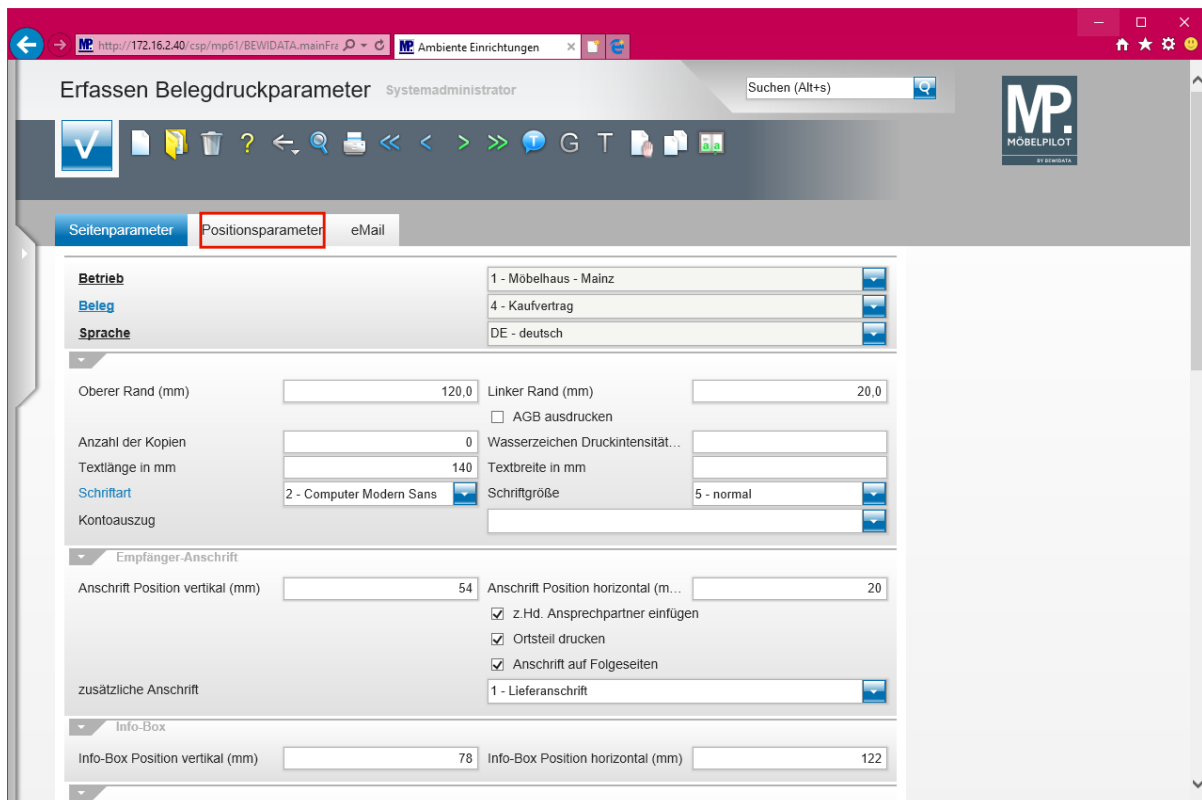 http://172.16.2.40/csp/mp61/BEWIDATA.mainFra
MP. Ambiente Einrichtungen
Erfassen Belegdruckparameter Systemadministrator
Suchen (Alt+s)
MP.
MÖBELPILOT
BY BEWIDATA
? T G T
Seitenparameter Positionsparameter eMail
Betrieb 1 - Möbelhaus - Mainz
Beleg 4 - Kaufvertrag
Sprache DE - deutsch
Oberer Rand (mm) 120,0 Linker Rand (mm) 20,0
AGB ausdrucken
Anzahl der Kopien 0 Wasserzeichen Druckintensität...
Textlänge in mm 140 Textbreite in mm
Schriftart 2 - Computer Modern Sans Schriftgröße 5 - normal
Kontoauszug
Empfänger-Anschrift
Anschrift Position vertikal (mm) 54 Anschrift Position horizontal (m... 20
z.Hd. Ansprechpartner einfügen
Ortsteil drucken
Anschrift auf Folgeseiten
zusätzliche Anschrift 1 - Lieferanschrift
Info-Box
Info-Box Position vertikal (mm) 78 Info-Box Position horizontal (mm) 122